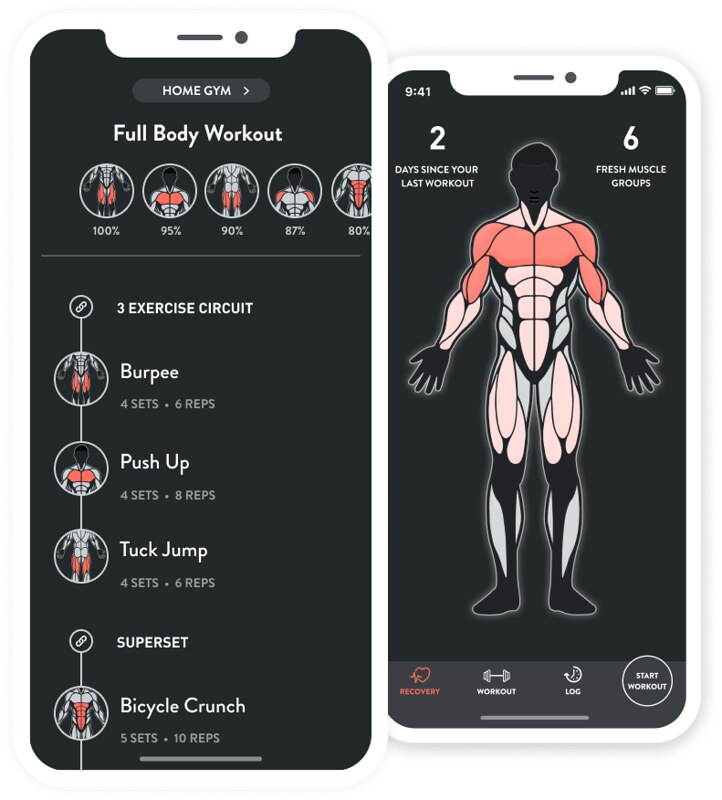 HOME GYM >
Full Body Workout
100% 95% 90% 87% 80%
3 EXERCISE CIRCUIT
Burpee
4 SETS • 6 REPS
Push Up
4 SETS • 8 REPS
Tuck Jump
4 SETS • 6 REPS
SUPERSET
Bicycle Crunch
5 SETS • 10 REPS
9:41
2
DAYS SINCE YOUR
LAST WORKOUT
6
FRESH MUSCLE
GROUPS
RECOVERY
WORKOUT
LOG
START
WORKOUT